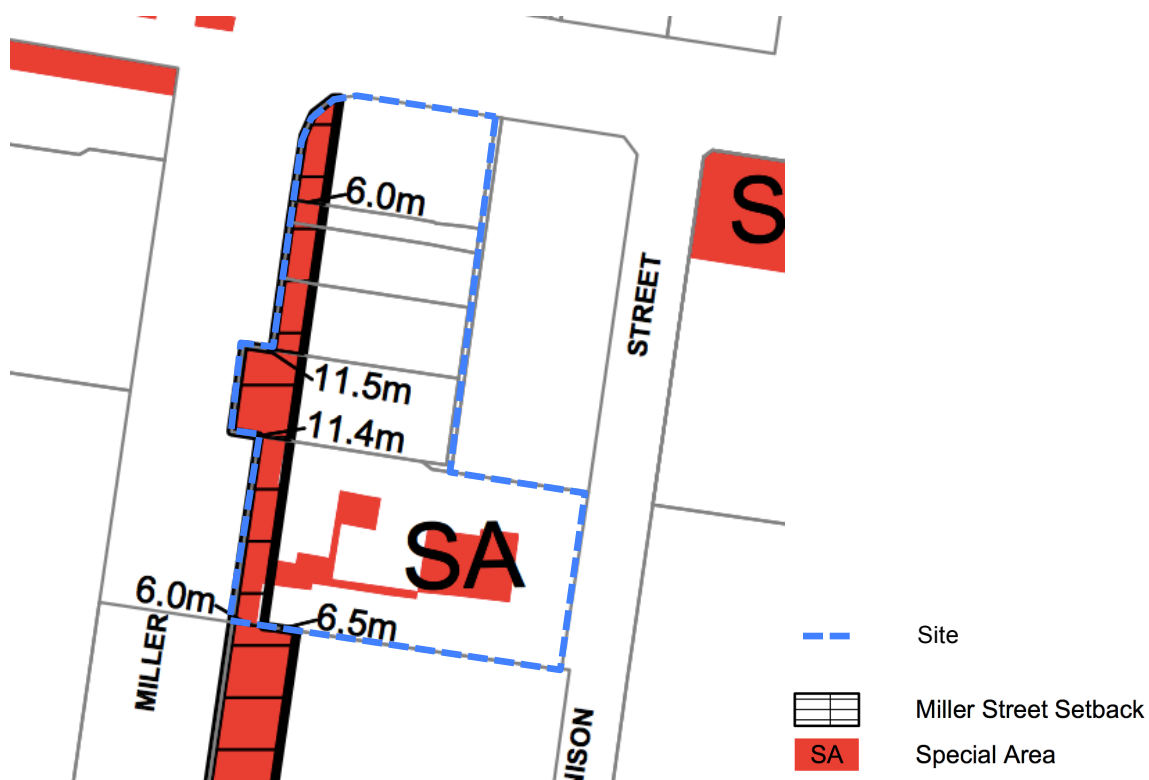 6.0m
S
STREET
11.5m
11.4m
SA
6.0m
6.5m
MILLER
NISON
Site
Miller Street Setback
SA Special Area